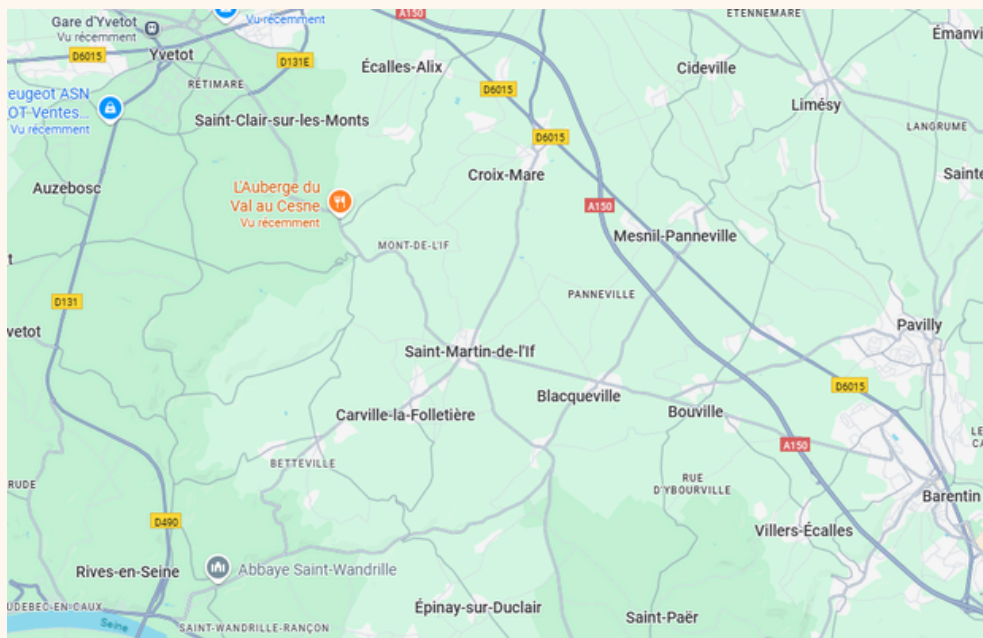 A150
Gare d'Yvetot
Vu récemment
Vu récemment
ETENNEMARE
D6015
Yvetot
D131E
Écalles-Alix
Cideville
RÉTIMARE
D6015
Limésy
Vu récemment
Saint-Clair-sur-les-Monts
D6015
LANGRUME
Croix-Mare
Auzebosc
L'Auberge du
Val au Cesne
Vu récemment
A150
Mesnil-Panneville
MONT-DE-L'IF
D131
PANNEVILLE
Pavilly
Saint-Martin-de-l'If
D6015
Blacqueville
Bouville
Carville-la-Folletière
A150
BETTEVILLE
RUE
D'YBOURVILLE
Barentin
D490
Villers-Écalles
Rives-en-Seine
Abbaye Saint-Wandrille
Épinay-sur-Duclair
Saint-Paër
Seine
SAINT-WANDRILLE-RANÇON